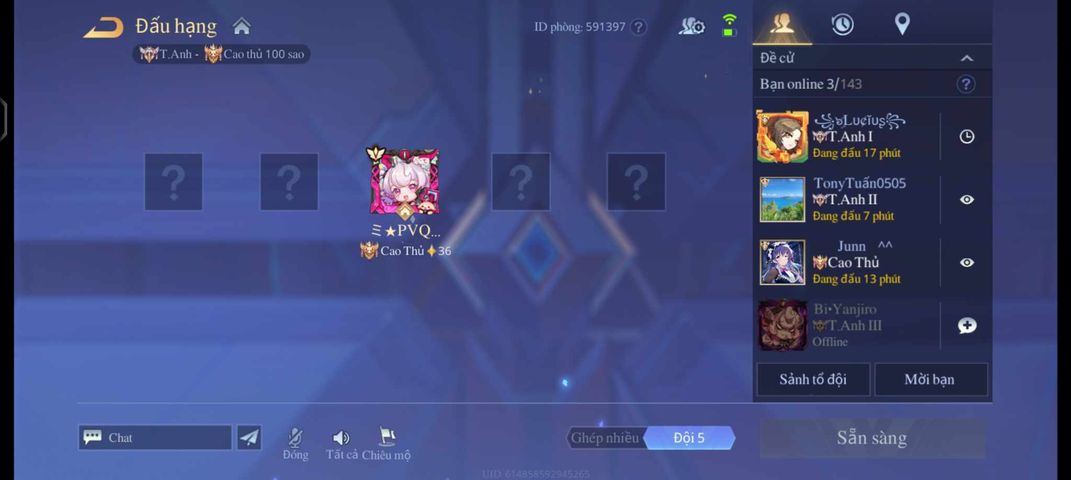 Đấu hạng
T.Anh - Cao thủ 100 sao
ID phòng: 591397 ?
? ? ? ?
ミ★PVQ...
Cao Thủ 36
Đề cử
Bạn online 3/143 ?
T.Anh I
Đang đấu 17 phút
TonyTuấn0505
T.Anh II
Đang đấu 7 phút
Junn ^^
Cao Thủ
Đang đấu 13 phút
Bi•Yanjiro
T.Anh III
Offline
Sảnh tổ đội
Mời bạn
Chat
Đóng
Tất cả
Chiêu mộ
Ghép nhiều
Đội 5
Sẵn sàng
UID 614858592945265